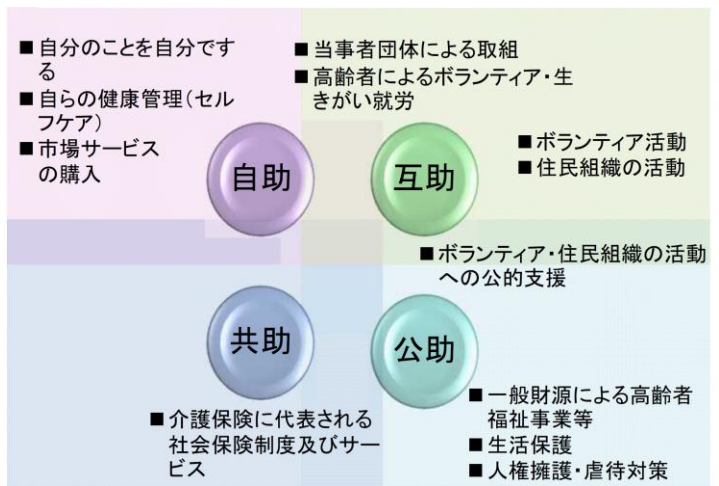 ■自分のことを自分です
る
■自らの健康管理(セル
フケア)
■市場サービス
の購入
■当事者団体による取組
■高齢者によるボランティア・生
きがい就労
自助
互助
■ボランティア活動
■住民組織の活動
■ボランティア・住民組織の活動
への公的支援
共助
公助
■介護保険に代表される
社会保険制度及びサー
ビス
■一般財源による高齢者
福祉事業等
■生活保護
■人権擁護・虐待対策